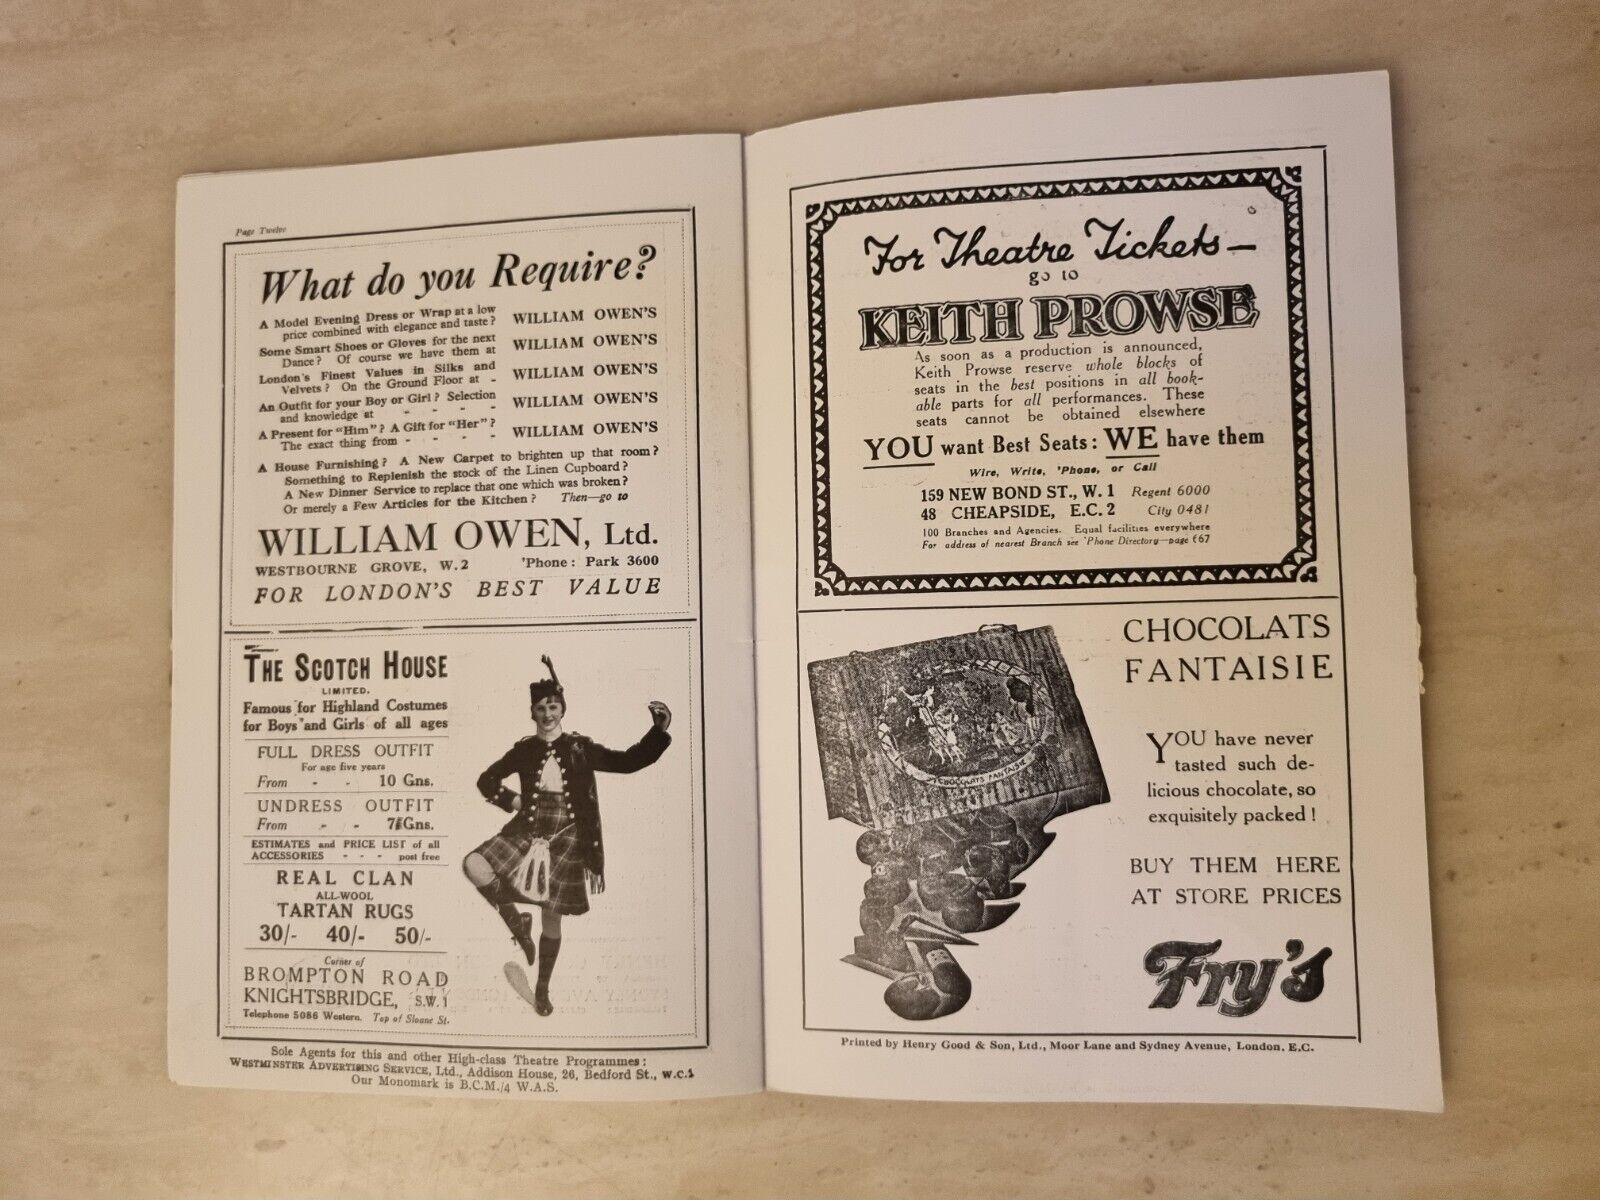 Page Twelve
What do you Require?
A Model Evening Dress or Wrap at a low
price combined with elegance and taste? WILLIAM OWEN'S
Some Smart Shoes or Gloves for the next
Dance? Of course we have them at WILLIAM OWEN'S
London's Finest Values in Silks and
Velvets? On the Ground Floor at - WILLIAM OWEN'S
An Outfit for your Boy or Girl? Selection
and knowledge at - - - - WILLIAM OWEN'S
A Present for "Him"? A Gift for "Her"?
The exact thing from - - - - WILLIAM OWEN'S
A House Furnishing? A New Carpet to brighten up that room?
Something to Replenish the stock of the Linen Cupboard?
A New Dinner Service to replace that one which was broken?
Or merely a Few Articles for the Kitchen? Then—go to
WILLIAM OWEN, Ltd.
WESTBOURNE GROVE, W.2 'Phone: Park 3600
FOR LONDON'S BEST VALUE
THE SCOTCH HOUSE
LIMITED.
Famous for Highland Costumes
for Boys and Girls of all ages
FULL DRESS OUTFIT
For age five years
From - - 10 Gns.
UNDRESS OUTFIT
From - - Gns.
ESTIMATES and PRICE LIST of all
ACCESSORIES - - - post free
REAL CLAN
ALL-WOOL
TARTAN RUGS
30/- 40/- 50/-
Corner of
BROMPTON ROAD
KNIGHTSBRIDGE, S.W.1
Telephone 5086 Western. Top of Sloane St.
Sole Agents for this and other High-class Theatre Programmes:
WESTMINSTER ADVERTISING SERVICE, Ltd., Addison House, 26, Bedford St., W.C.1
Our Monomark is B.C.M./4 W.A.S.
For Theatre Tickets—
go to
KEITH PROWSE
As soon as a production is announced,
Keith Prowse reserve whole blocks of
seats in the best positions in all book-
able parts for all performances. These
seats cannot be obtained elsewhere
YOU want Best Seats: WE have them
Wire, Write, 'Phone, or Call
159 NEW BOND ST., W. 1 Regent 6000
48 CHEAPSIDE, E.C. 2 City 0481
100 Branches and Agencies. Equal facilities everywhere
For address of nearest Branch see 'Phone Directory—page 667
CHOCOLATS FANTAISIE
CHOCOLATS
FANTAISIE
YOU have never
tasted such de-
licious chocolate, so
exquisitely packed!
BUY THEM HERE
AT STORE PRICES
Fry's
Printed by Henry Good & Son, Ltd., Moor Lane and Sydney Avenue, London, E.C.